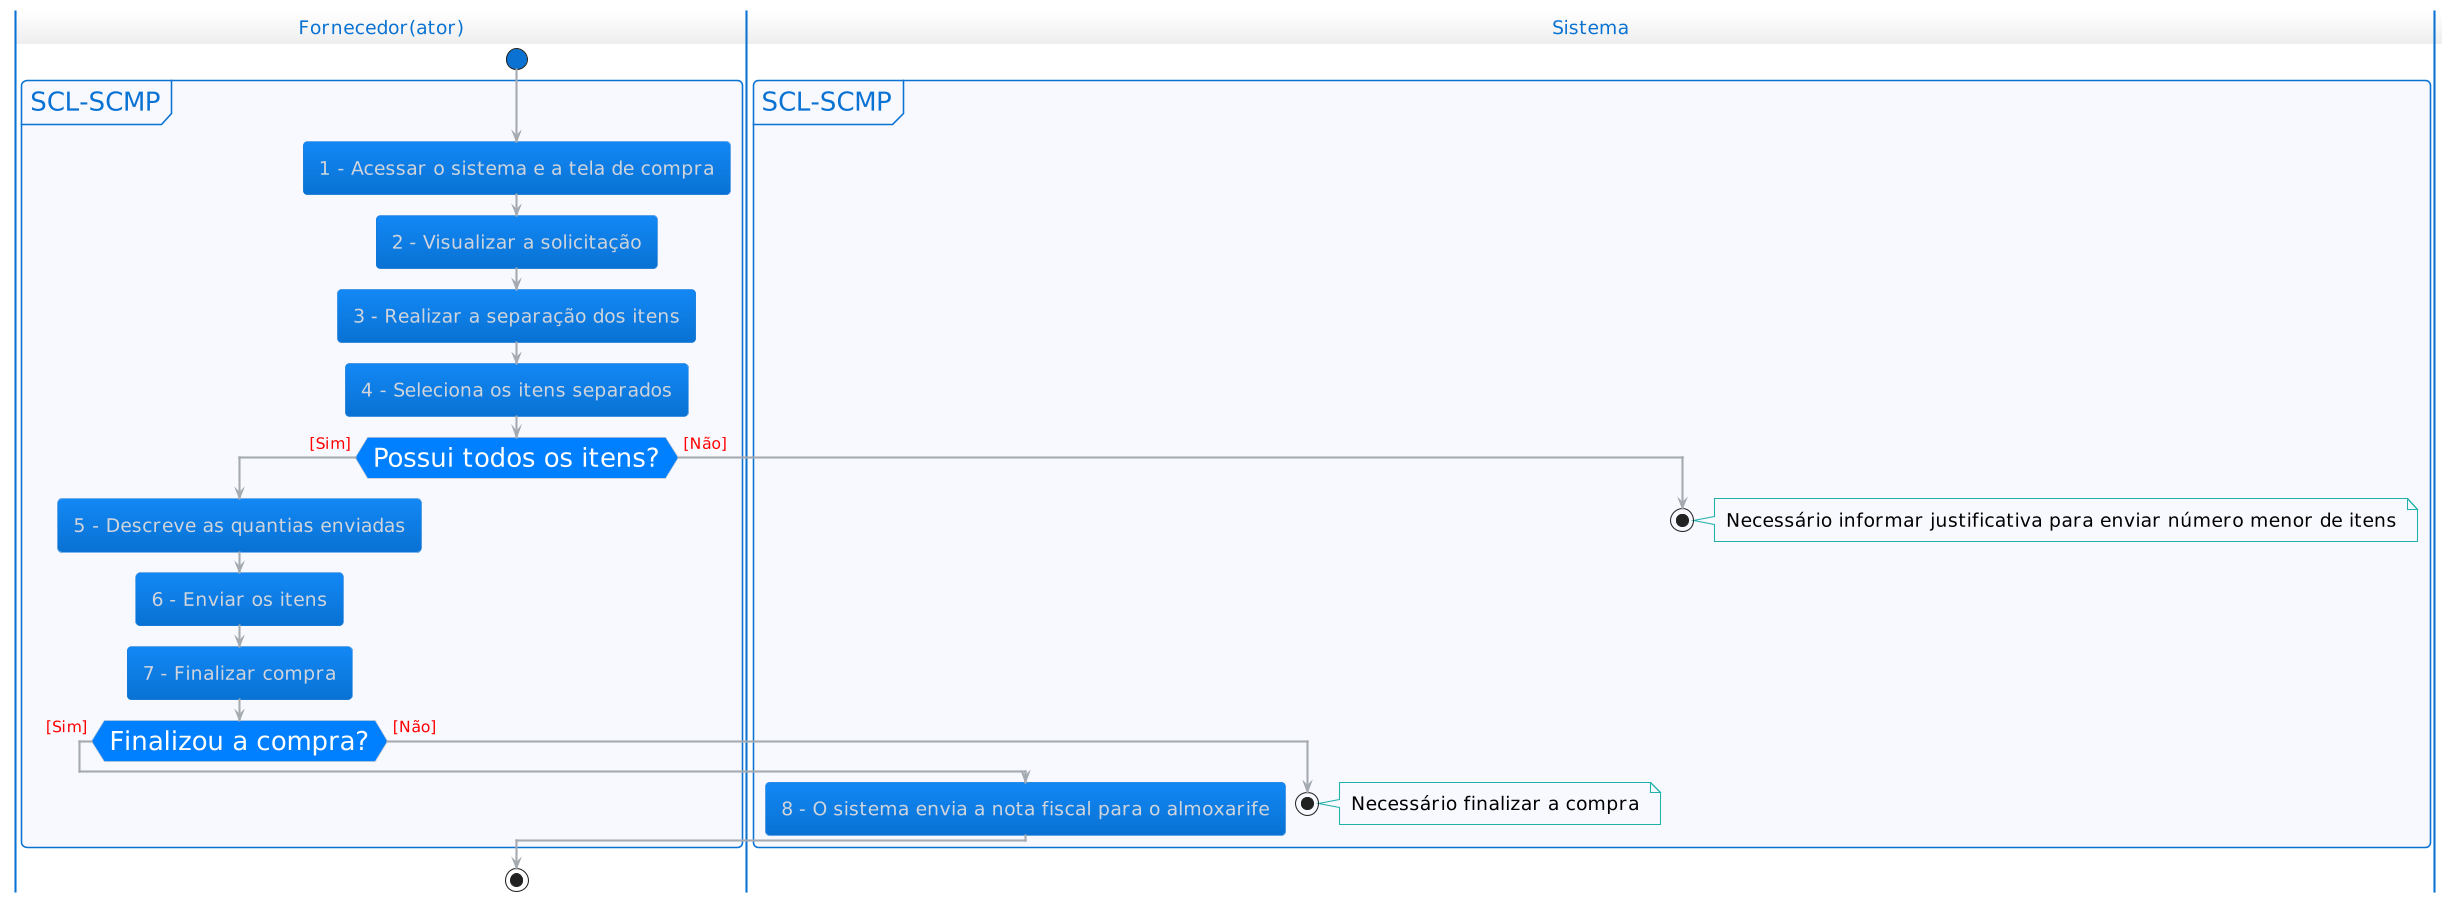 Fornecedor(ator)
Sistema
SCL-SCMP
SCL-SCMP
1 - Acessar o sistema e a tela de compra
2 - Visualizar a solicitação
3 - Realizar a separação dos itens
4 - Seleciona os itens separados
[Sim]
Possui todos os itens?
[Não]
5 - Descreve as quantias enviadas
Necessário informar justificativa para enviar número menor de itens
6 - Enviar os itens
7 - Finalizar compra
[Sim]
Finalizou a compra?
[Não]
8 - O sistema envia a nota fiscal para o almoxarife
Necessário finalizar a compra